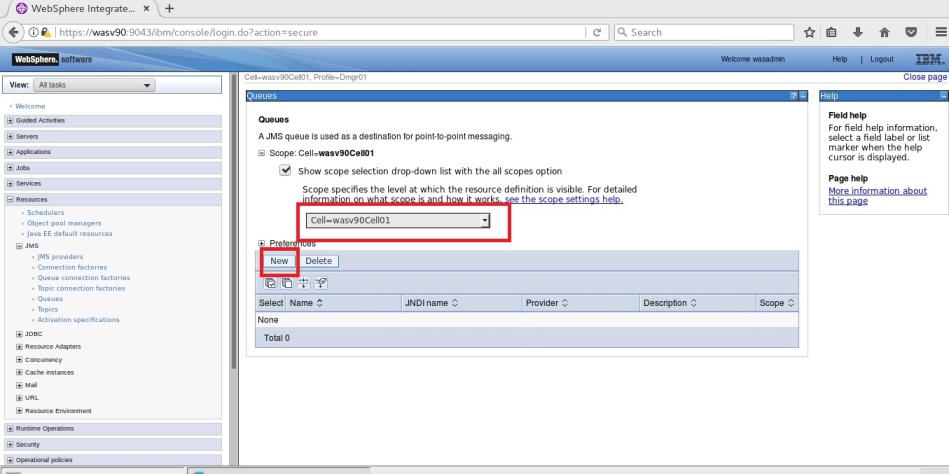 WebSphere Integrate... × +
https://wasv90:9043/ibm/console/login.do?action=secure
Search
WebSphere. software
Welcome wasadmin
Help | Logout
IBM.
View: All tasks
Cell=wasv90Cell01, Profile=Dmgr01
Close page
Welcome
Guided Activities
Servers
Applications
Jobs
Services
Resources
Schedulers
Object pool managers
Java EE default resources
JMS
JMS providers
Connection factories
Queue connection factories
Topic connection factories
Queues
Topics
Activation specifications
JDBC
Resource Adapters
Concurrency
Cache instances
Mail
URL
Resource Environment
Runtime Operations
Security
Operational policies
Queues
Queues
A JMS queue is used as a destination for point-to-point messaging.
Scope: Cell=wasv90Cell01
Show scope selection drop-down list with the all scopes option
Scope specifies the level at which the resource definition is visible. For detailed
information on what scope is and how it works, see the scope settings help.
Cell=wasv90Cell01
Preferences
New Delete
Select Name JNDI name Provider Description Scope
None
Total 0
Help
Field help
For field help information,
select a field label or list
marker when the help
cursor is displayed.
Page help
More information about
this page